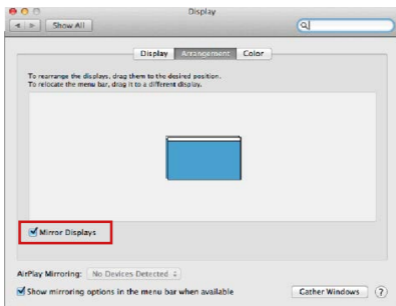 Display
Show All
Display Arrangement Color
To rearrange the displays, drag them to the desired position.
To relocate the menu bar, drag it to a different display.
Mirror Displays
AirPlay Mirroring: No Devices Detected
Show mirroring options in the menu bar when available
Gather Windows ?